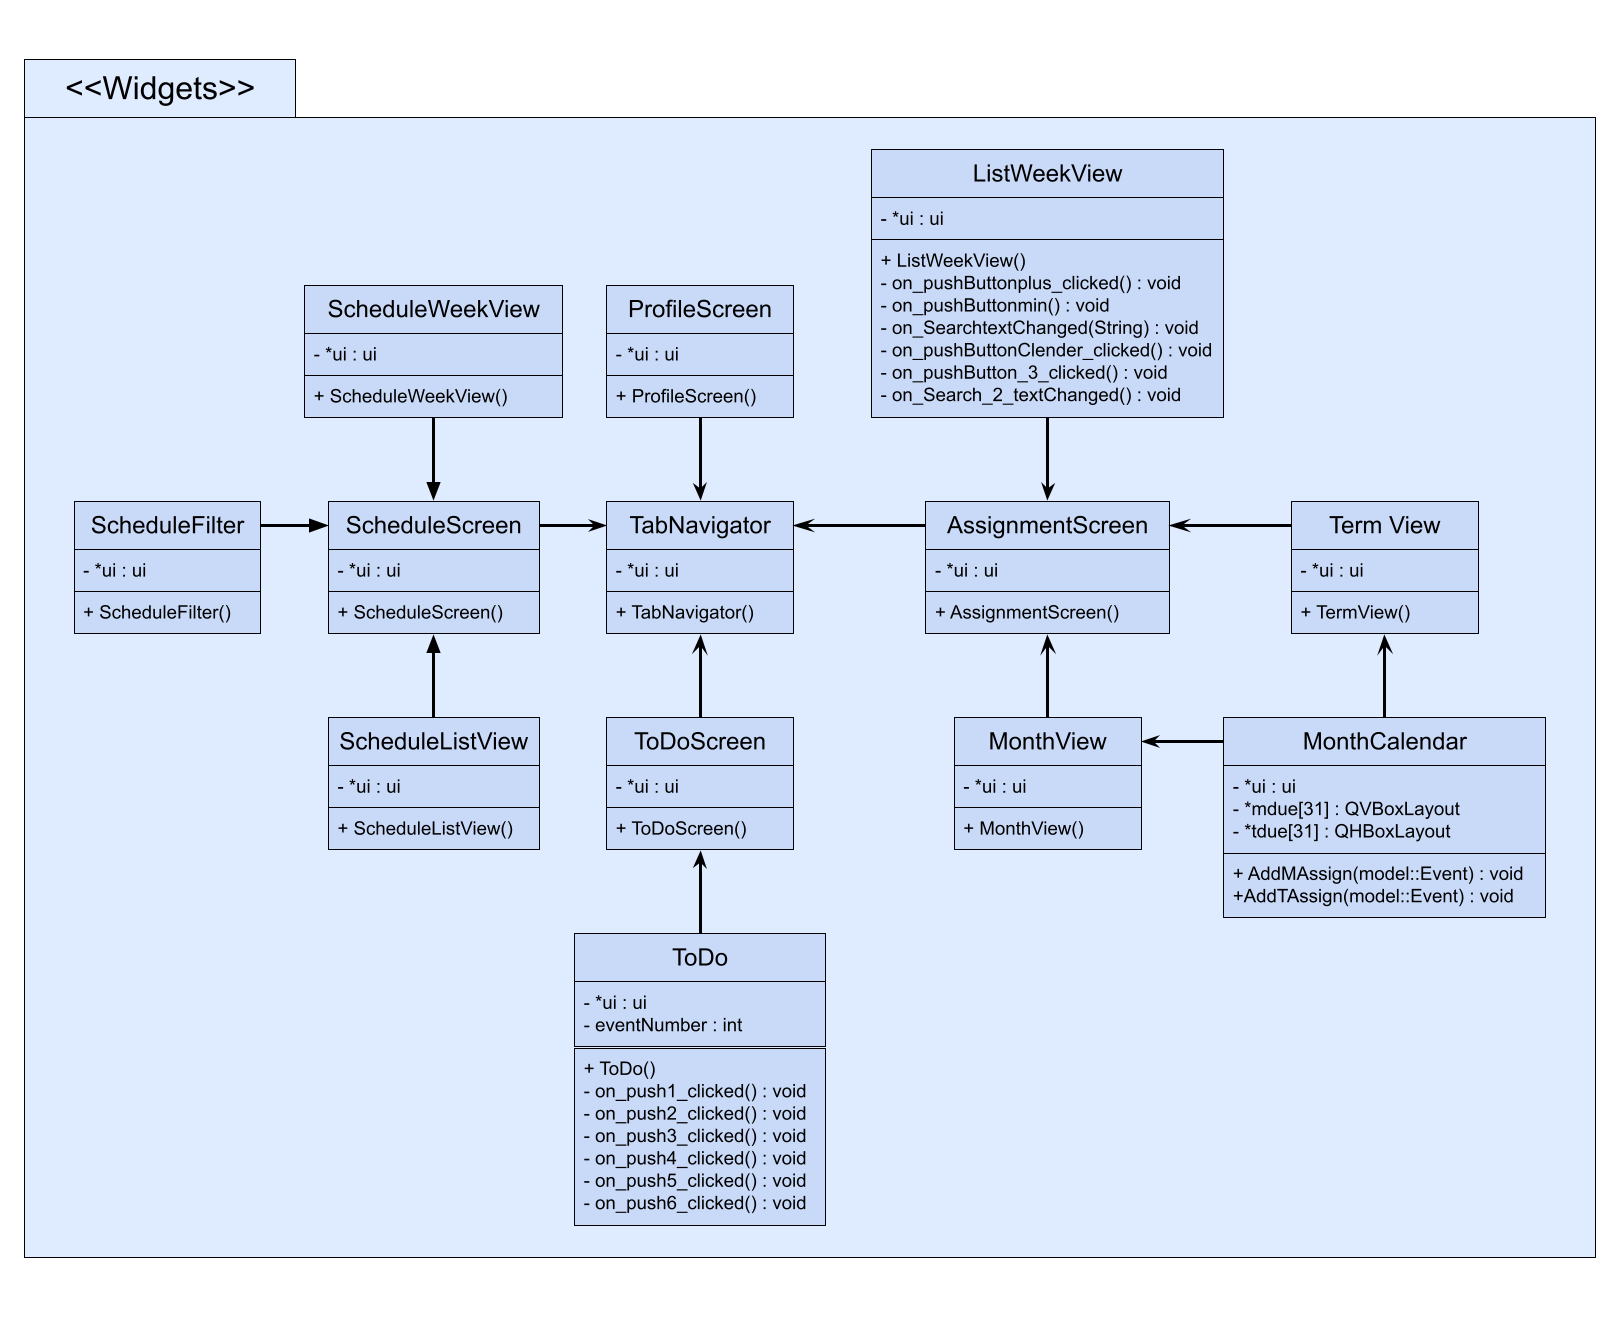 <<Widgets>>
ListWeekView
- *ui : ui
+ ListWeekView()
- on_pushButtonplus_clicked() : void
- on_pushButtonmin() : void
- on_SearchtextChanged(String) : void
- on_pushButtonClender_clicked() : void
- on_pushButton_3_clicked() : void
- on_Search_2_textChanged() : void
ScheduleWeekView
- *ui : ui
+ ScheduleWeekView()
ProfileScreen
- *ui : ui
+ ProfileScreen()
ScheduleFilter
- *ui : ui
+ ScheduleFilter()
ScheduleScreen
- *ui : ui
+ ScheduleScreen()
TabNavigator
- *ui : ui
+ TabNavigator()
AssignmentScreen
- *ui : ui
+ AssignmentScreen()
Term View
- *ui : ui
+ TermView()
ScheduleListView
- *ui : ui
+ ScheduleListView()
ToDoScreen
- *ui : ui
+ ToDoScreen()
MonthView
- *ui : ui
+ MonthView()
MonthCalendar
- *ui : ui
- *mdue[31] : QVBoxLayout
- *tdue[31] : QHBoxLayout
+ AddMAssign(model::Event) : void
+AddTAssign(model::Event) : void
ToDo
- *ui : ui
- eventNumber : int
+ ToDo()
- on_push1_clicked() : void
- on_push2_clicked() : void
- on_push3_clicked() : void
- on_push4_clicked() : void
- on_push5_clicked() : void
- on_push6_clicked() : void